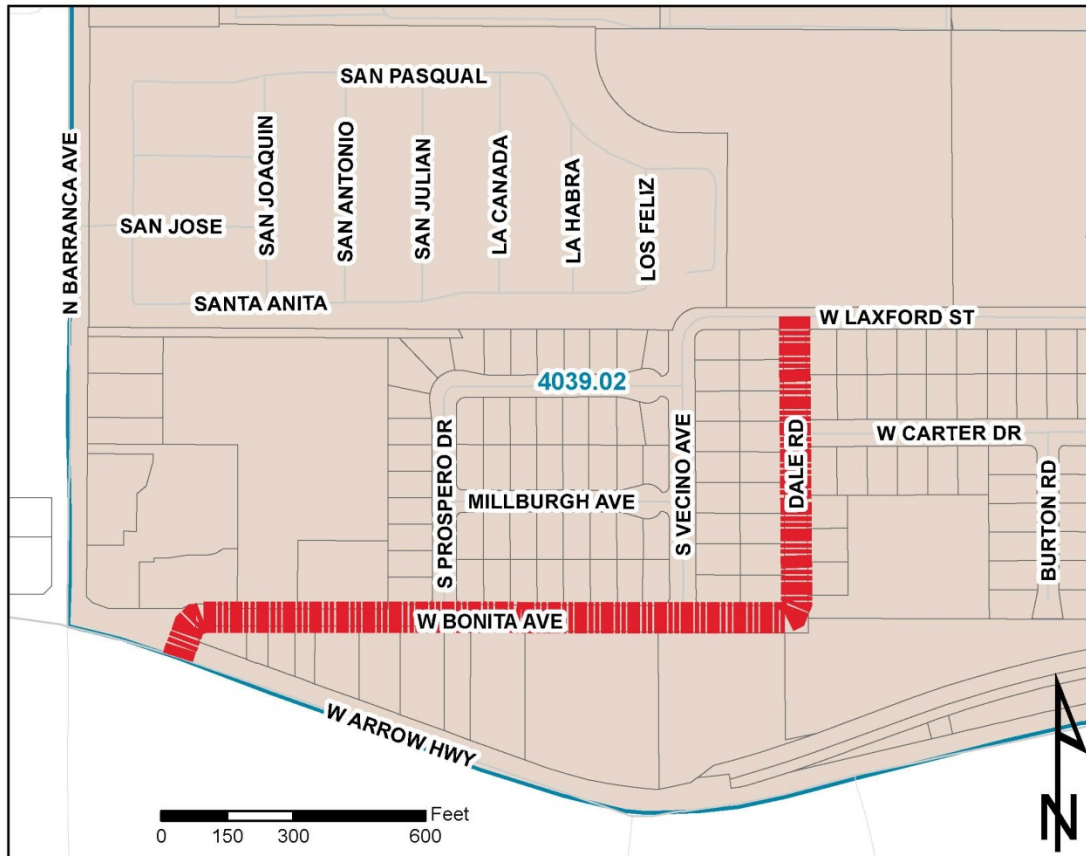 SAN PASQUAL
N BARRANCA AVE
SAN JOSE
SAN JOAQUIN
SAN ANTONIO
SAN JULIAN
LA CANADA
LA HABRA
LOS FELIZ
SANTA ANITA
W LAXFORD ST
4039.02
S PROSPERO DR
MILLBURGH AVE
S VECINO AVE
DALE RD
W CARTER DR
BURTON RD
W BONITA AVE
W ARROW HWY
Feet
0 150 300 600
N